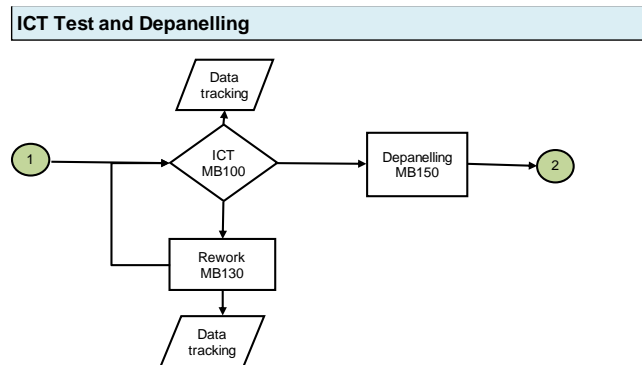 ICT Test and Depanelling
Data
tracking
1
ICT
MB100
Depanelling
MB150
2
Rework
MB130
Data
tracking